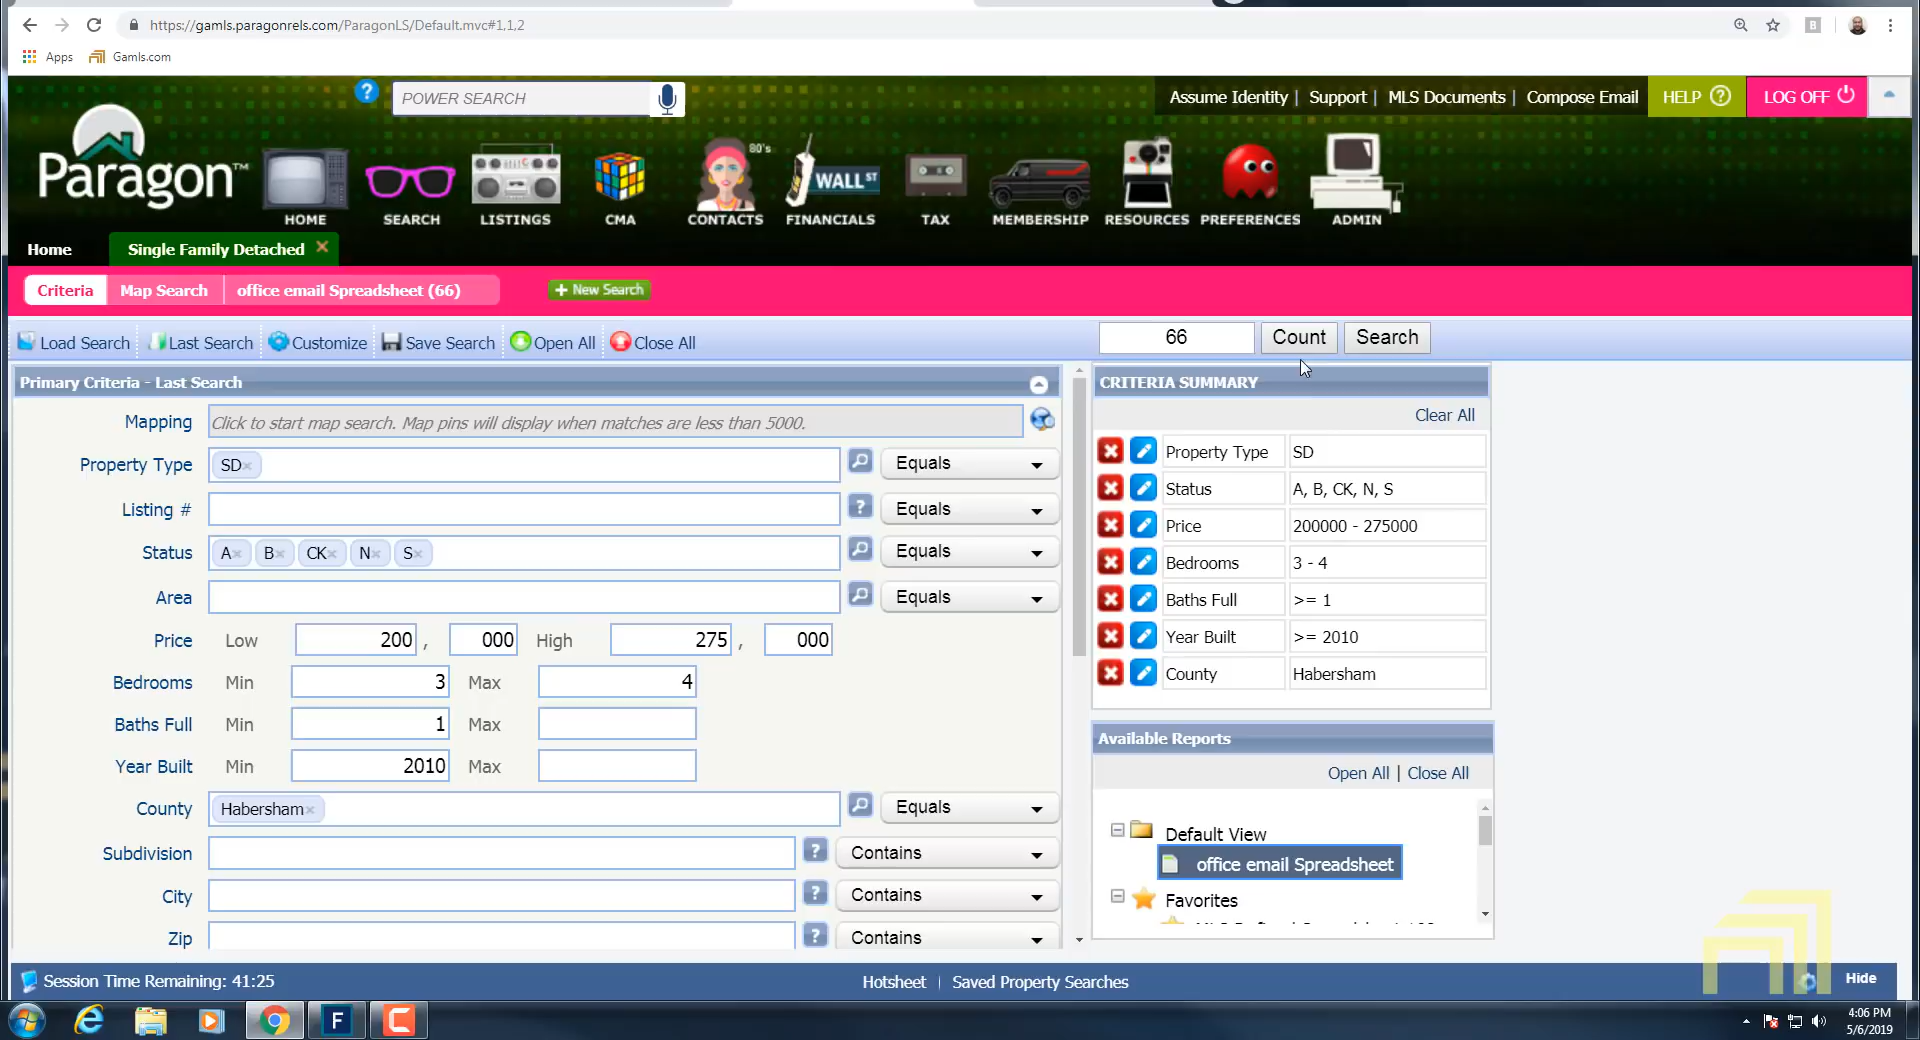 https://gamls.paragonrels.com/ParagonLS/Default.mvc#1,1,2
B
Apps
Gamls.com
?
POWER SEARCH
Assume Identity | Support | MLS Documents | Compose Email
HELP ?
LOG OFF
Paragon™
80's
WALL ST
HOME
SEARCH
LISTINGS
CMA
CONTACTS
FINANCIALS
TAX
MEMBERSHIP
RESOURCES
PREFERENCES
ADMIN
Home
Single Family Detached
Criteria
Map Search
office email Spreadsheet (66)
+ New Search
Load Search
Last Search
Customize
Save Search
Open All
Close All
66
Count
Search
Primary Criteria - Last Search
Mapping
Click to start map search. Map pins will display when matches are less than 5000.
Property Type
SD×
Equals
Listing #
?
Equals
Status
A× B× CK× N× S×
Equals
Area
Equals
Price Low 200 , 000 High 275 , 000
Bedrooms Min 3 Max 4
Baths Full Min 1 Max
Year Built Min 2010 Max
County
Habersham×
Equals
Subdivision
?
Contains
City
?
Contains
Zip
?
Contains
CRITERIA SUMMARY
Clear All
Property Type SD
Status A, B, CK, N, S
Price 200000 - 275000
Bedrooms 3 - 4
Baths Full >= 1
Year Built >= 2010
County Habersham
Available Reports
Open All | Close All
Default View
office email Spreadsheet
Favorites
Session Time Remaining: 41:25
Hotsheet | Saved Property Searches
Hide
F
C
4:06 PM
5/6/2019